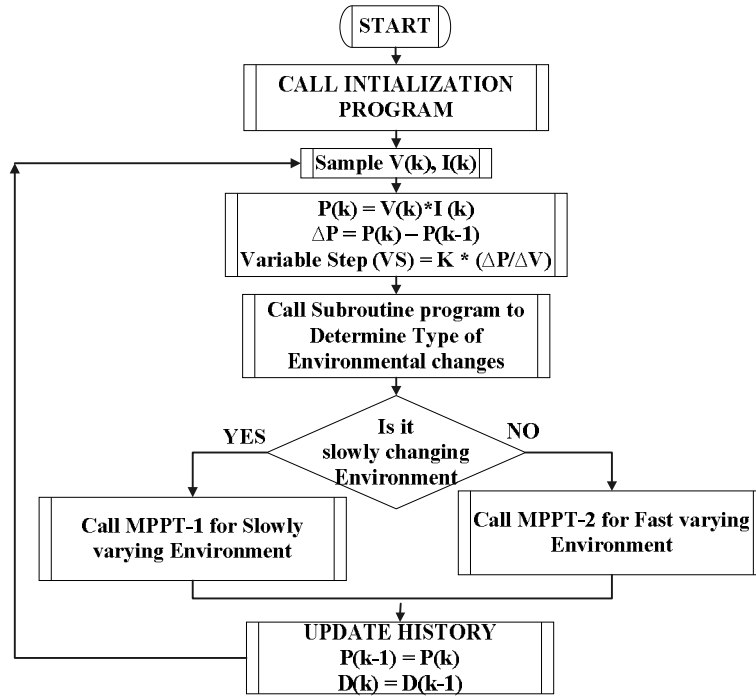 START
CALL INTIALIZATION
PROGRAM
Sample V(k), I(k)
P(k) = V(k)*I (k)
∆P = P(k) – P(k-1)
Variable Step (VS) = K * (∆P/∆V)
Call Subroutine program to
Determine Type of
Environmental changes
Is it
slowly changing
Environment
YES
NO
Call MPPT-1 for Slowly
varying Environment
Call MPPT-2 for Fast varying
Environment
UPDATE HISTORY
P(k-1) = P(k)
D(k) = D(k-1)